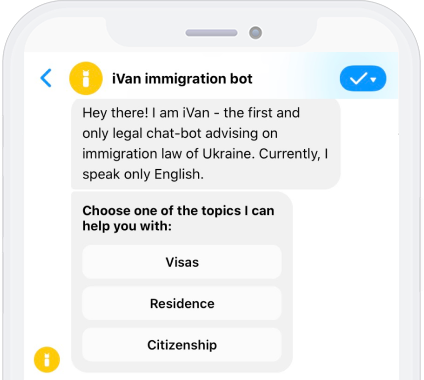 iVan immigration bot
Hey there! I am iVan - the first and
only legal chat-bot advising on
immigration law of Ukraine. Currently, I
speak only English.
Choose one of the topics I can
help you with:
Visas
Residence
Citizenship